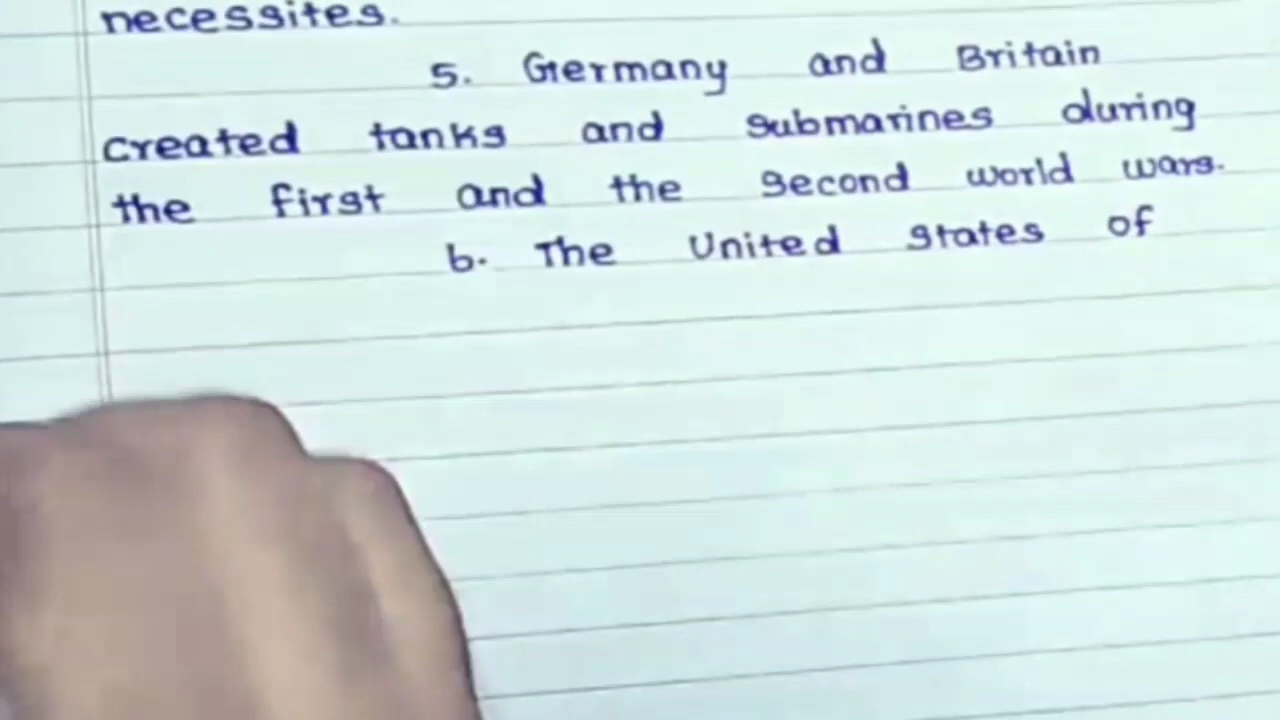 necessites.
5. Germany and Britain
created tanks and submarines during
the first and the second world wars.
6. The United states of